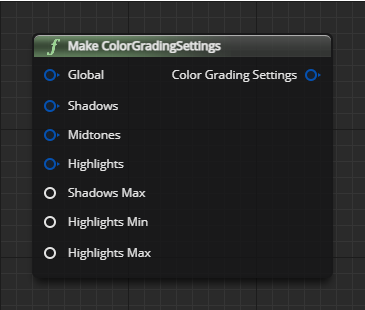 Make ColorGradingSettings
Global
Color Grading Settings
Shadows
Midtones
Highlights
Shadows Max
Highlights Min
Highlights Max